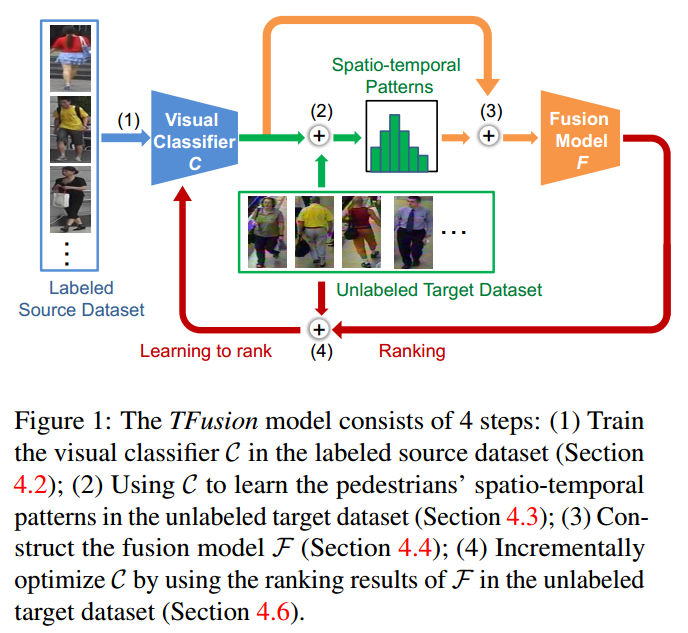 Spatio-temporal
Patterns
(1)
(2)
(3)
Visual
Classifier
C
Fusion
Model
F
Labeled
Source Dataset
Unlabeled Target Dataset
Learning to rank
(4)
Ranking
Figure 1: The TFusion model consists of 4 steps: (1) Train
the visual classifier C in the labeled source dataset (Section
4.2); (2) Using C to learn the pedestrians’ spatio-temporal
patterns in the unlabeled target dataset (Section 4.3); (3) Con-
struct the fusion model F (Section 4.4); (4) Incrementally
optimize C by using the ranking results of F in the unlabeled
target dataset (Section 4.6).